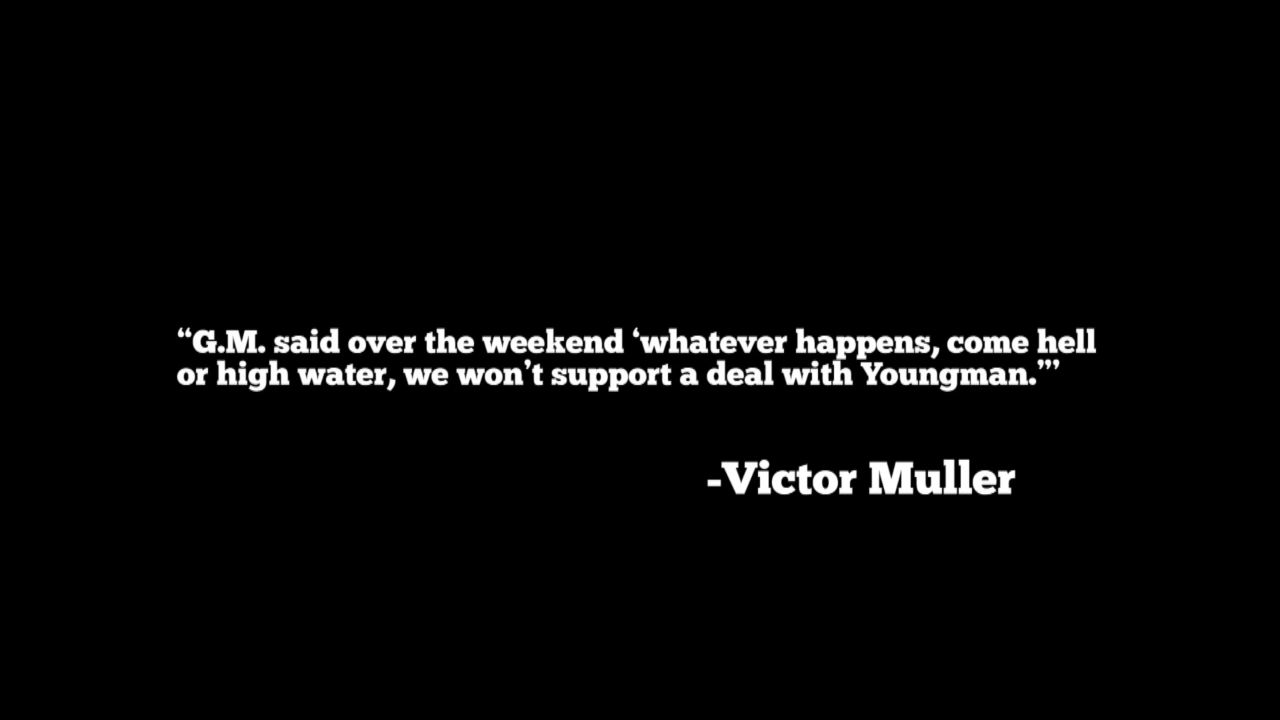 “G.M. said over the weekend ‘whatever happens, come hell
or high water, we won’t support a deal with Youngman.”’
-Victor Muller